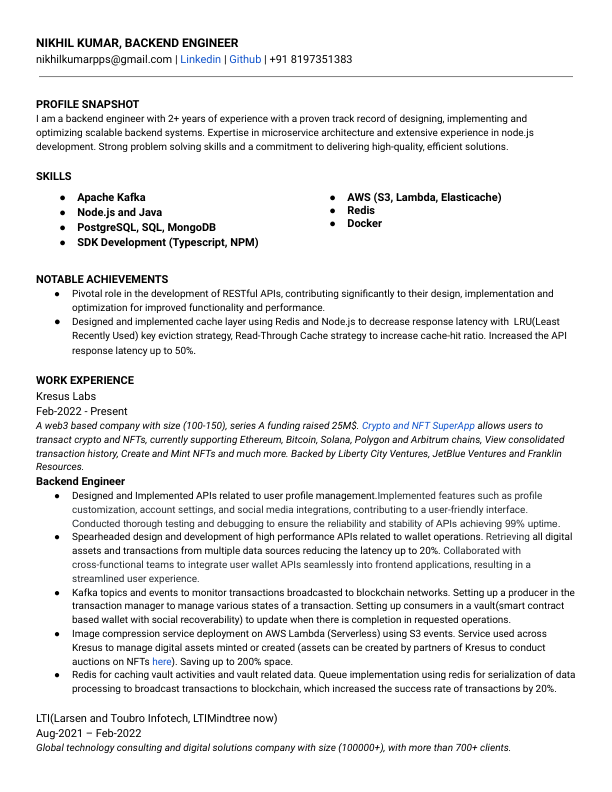 NIKHIL KUMAR, BACKEND ENGINEER
nikhilkumarpps@gmail.com | Linkedin | Github | +91 8197351383
PROFILE SNAPSHOT
I am a backend engineer with 2+ years of experience with a proven track record of designing, implementing and
optimizing scalable backend systems. Expertise in microservice architecture and extensive experience in node.js
development. Strong problem solving skills and a commitment to delivering high-quality, efficient solutions.
SKILLS
● Apache Kafka
● Node.js and Java
● PostgreSQL, SQL, MongoDB
● SDK Development (Typescript, NPM)
● AWS (S3, Lambda, Elasticache)
● Redis
● Docker
NOTABLE ACHIEVEMENTS
● Pivotal role in the development of RESTful APIs, contributing significantly to their design, implementation and
optimization for improved functionality and performance.
● Designed and implemented cache layer using Redis and Node.js to decrease response latency with LRU(Least
Recently Used) key eviction strategy, Read-Through Cache strategy to increase cache-hit ratio. Increased the API
response latency up to 50%.
WORK EXPERIENCE
Kresus Labs
Feb-2022 - Present
A web3 based company with size (100-150), series A funding raised 25M$. Crypto and NFT SuperApp allows users to
transact crypto and NFTs, currently supporting Ethereum, Bitcoin, Solana, Polygon and Arbitrum chains, View consolidated
transaction history, Create and Mint NFTs and much more. Backed by Liberty City Ventures, JetBlue Ventures and Franklin
Resources.
Backend Engineer
● Designed and Implemented APIs related to user profile management.Implemented features such as profile
customization, account settings, and social media integrations, contributing to a user-friendly interface.
Conducted thorough testing and debugging to ensure the reliability and stability of APIs achieving 99% uptime.
● Spearheaded design and development of high performance APIs related to wallet operations. Retrieving all digital
assets and transactions from multiple data sources reducing the latency up to 20%. Collaborated with
cross-functional teams to integrate user wallet APIs seamlessly into frontend applications, resulting in a
streamlined user experience.
● Kafka topics and events to monitor transactions broadcasted to blockchain networks. Setting up a producer in the
transaction manager to manage various states of a transaction. Setting up consumers in a vault(smart contract
based wallet with social recoverability) to update when there is completion in requested operations.
● Image compression service deployment on AWS Lambda (Serverless) using S3 events. Service used across
Kresus to manage digital assets minted or created (assets can be created by partners of Kresus to conduct
auctions on NFTs here). Saving up to 200% space.
● Redis for caching vault activities and vault related data. Queue implementation using redis for serialization of data
processing to broadcast transactions to blockchain, which increased the success rate of transactions by 20%.
LTI(Larsen and Toubro Infotech, LTIMindtree now)
Aug-2021 – Feb-2022
Global technology consulting and digital solutions company with size (100000+), with more than 700+ clients.